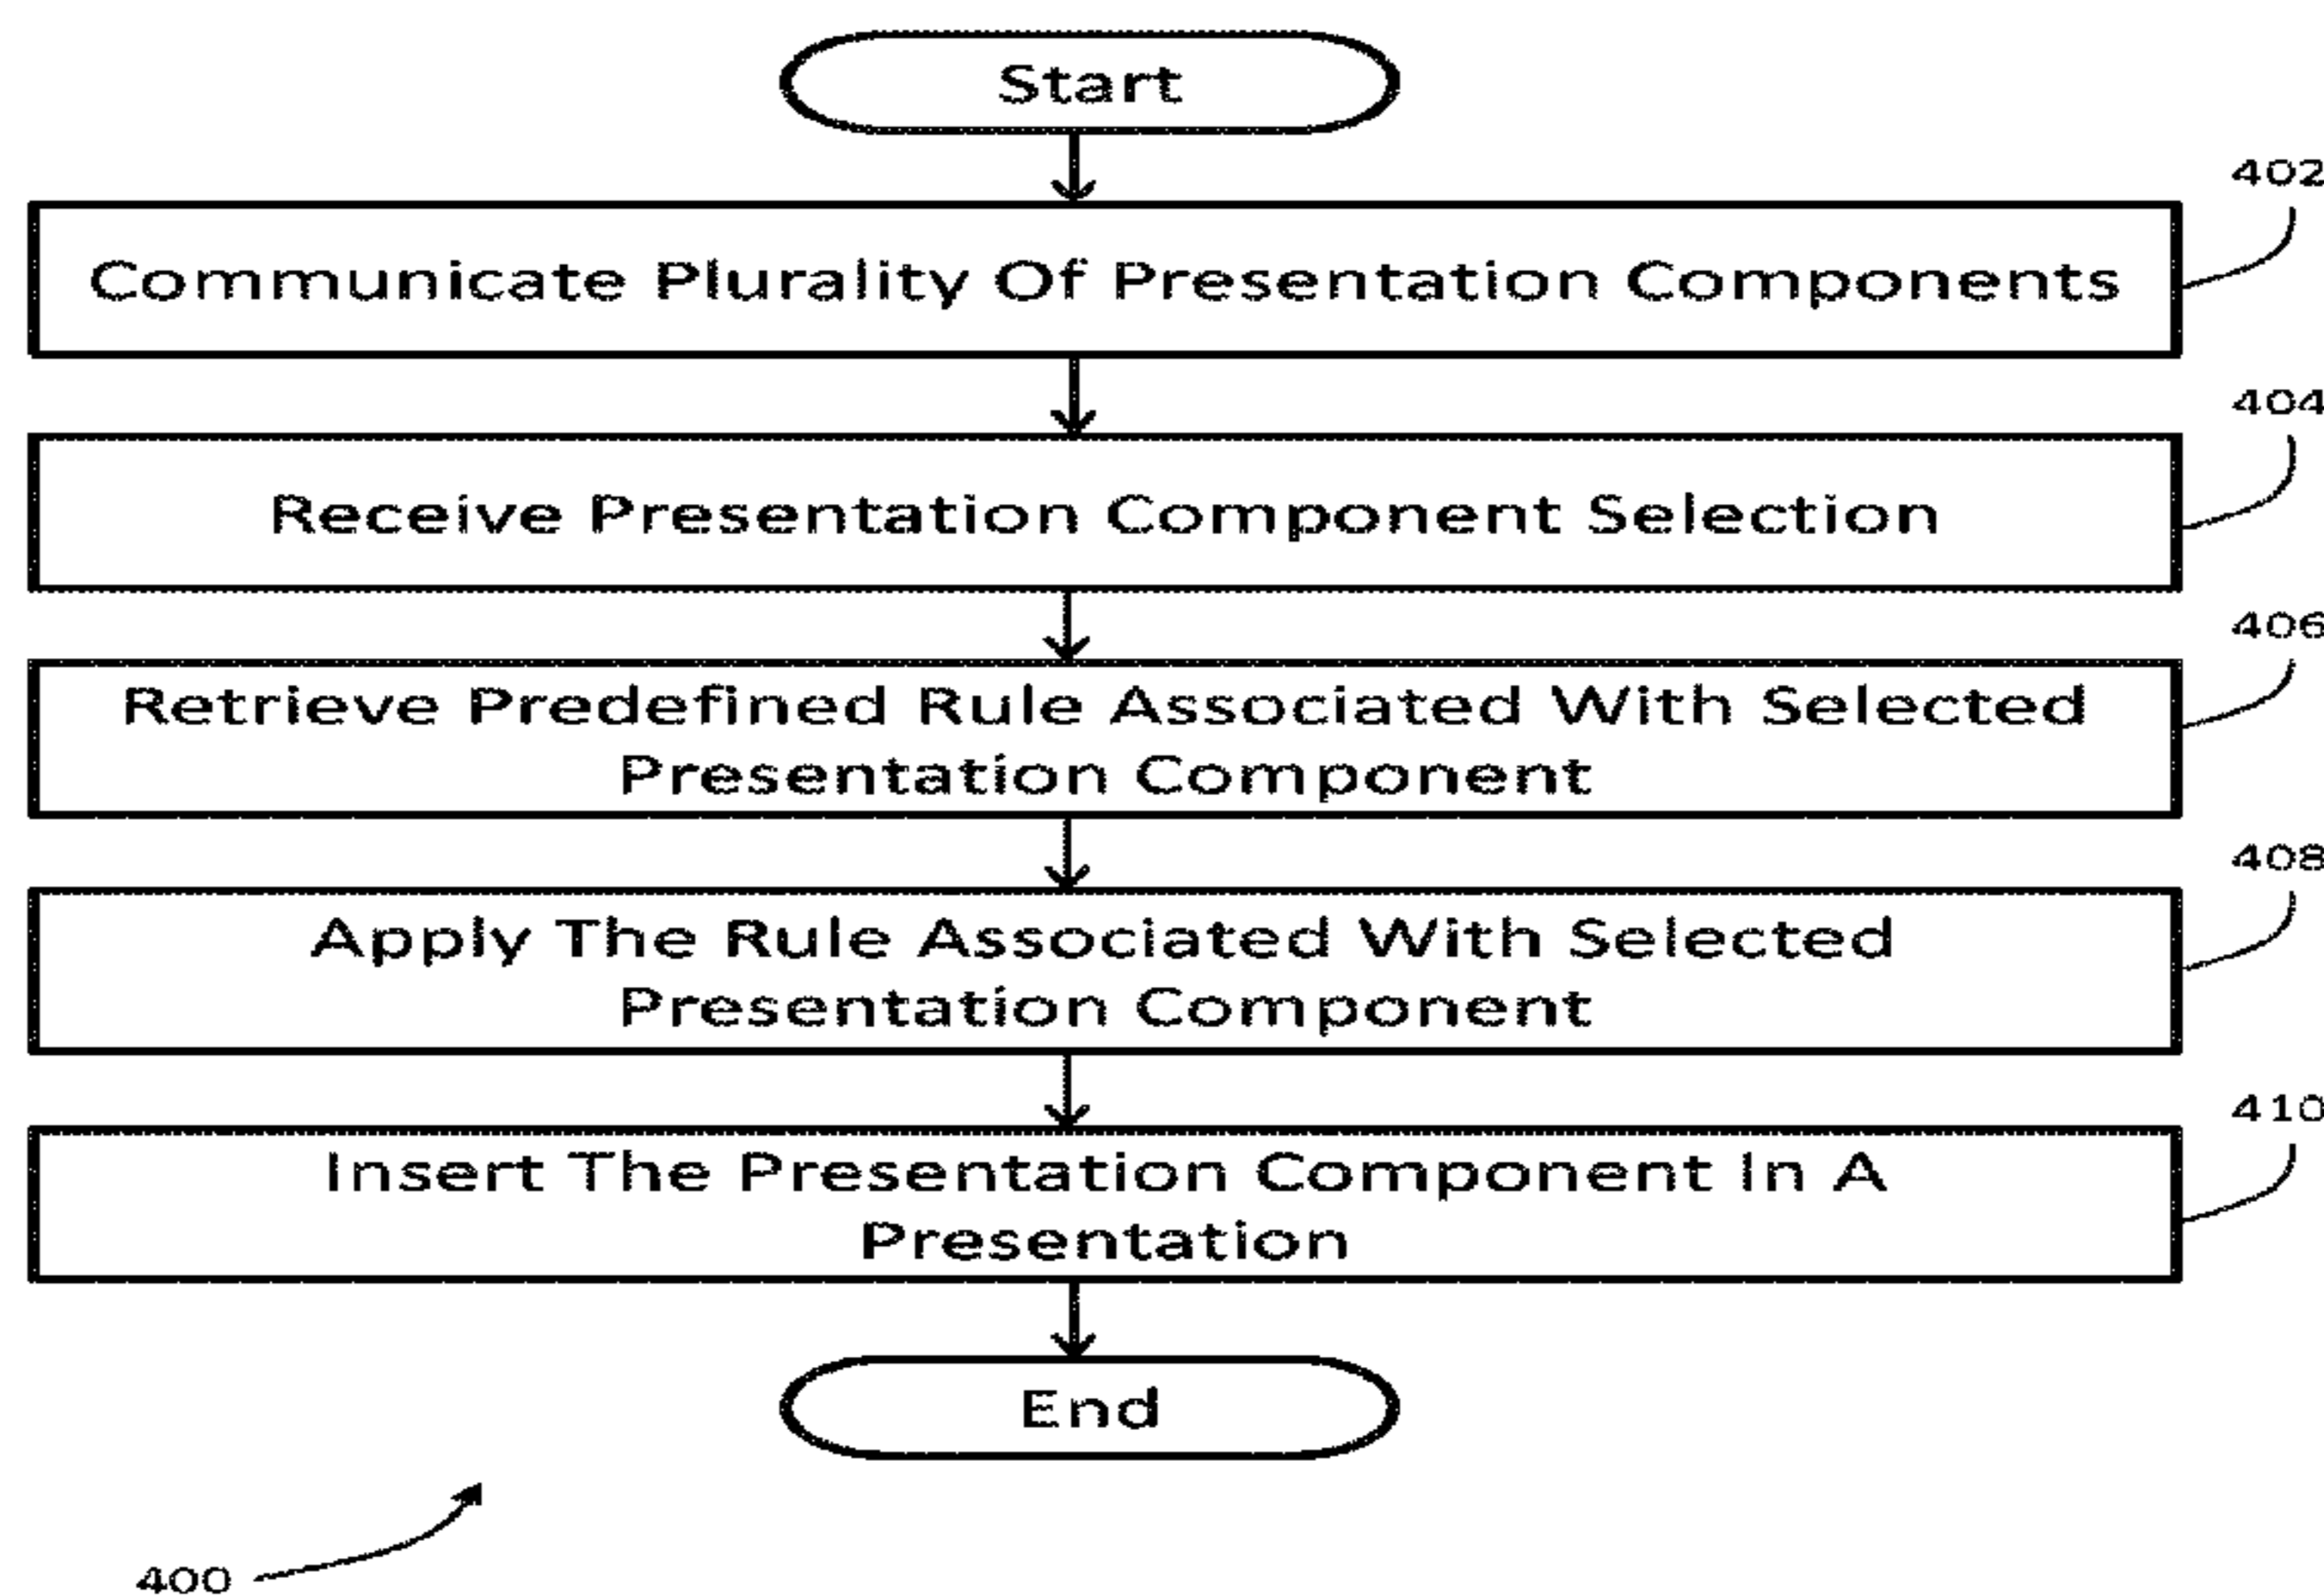 Start
402
Communicate Plurality Of Presentation Components
404
Receive Presentation Component Selection
406
Retrieve Predefined Rule Associated With Selected
Presentation Component
408
Apply The Rule Associated With Selected
Presentation Component
410
Insert The Presentation Component In A
Presentation
End
400